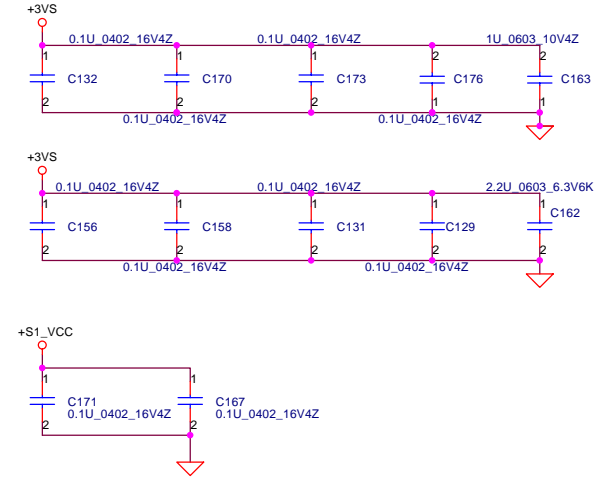 +3VS
0.1U_0402_16V4Z 0.1U_0402_16V4Z 1U_0603_10V4Z
1 1 1 2 2
C132 C170 C173 C176 C163
2 2 2 1 1
0.1U_0402_16V4Z 0.1U_0402_16V4Z
+3VS
0.1U_0402_16V4Z 0.1U_0402_16V4Z 2.2U_0603_6.3V6K
1 1 1 1 1
C162
C156 C158 C131 C129
2 2 2 2 2
0.1U_0402_16V4Z 0.1U_0402_16V4Z
+S1_VCC
1 1
C171 C167
0.1U_0402_16V4Z 0.1U_0402_16V4Z
2 2